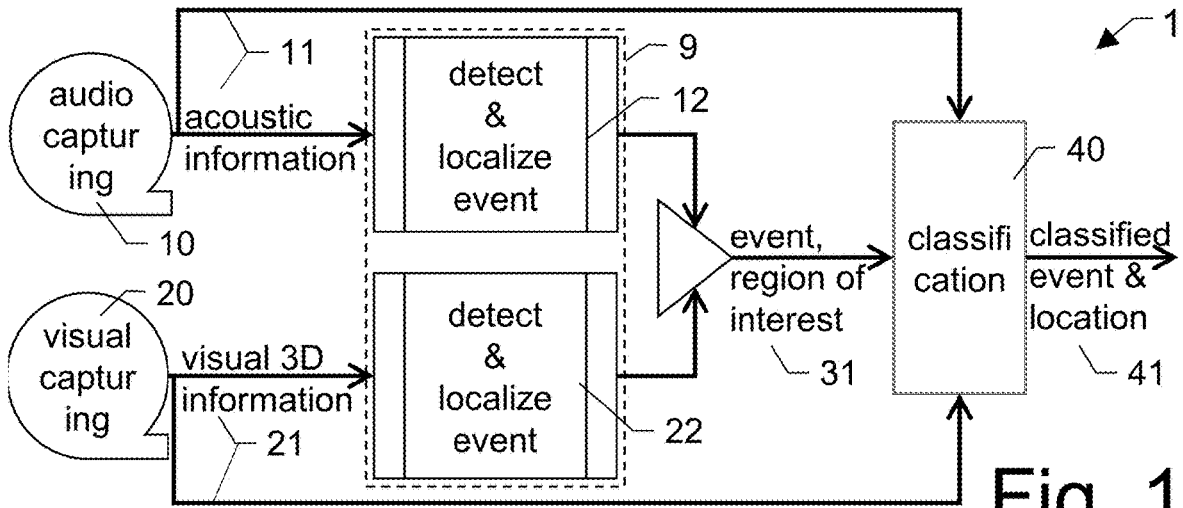 1
11
9
audio
captur
ing
10
acoustic
information
detect
&
localize
event
12
40
event,
region of
interest
31
classifi
cation
classified
event &
location
41
20
visual
captur
ing
visual 3D
information
21
detect
&
localize
event
22
Fig. 1